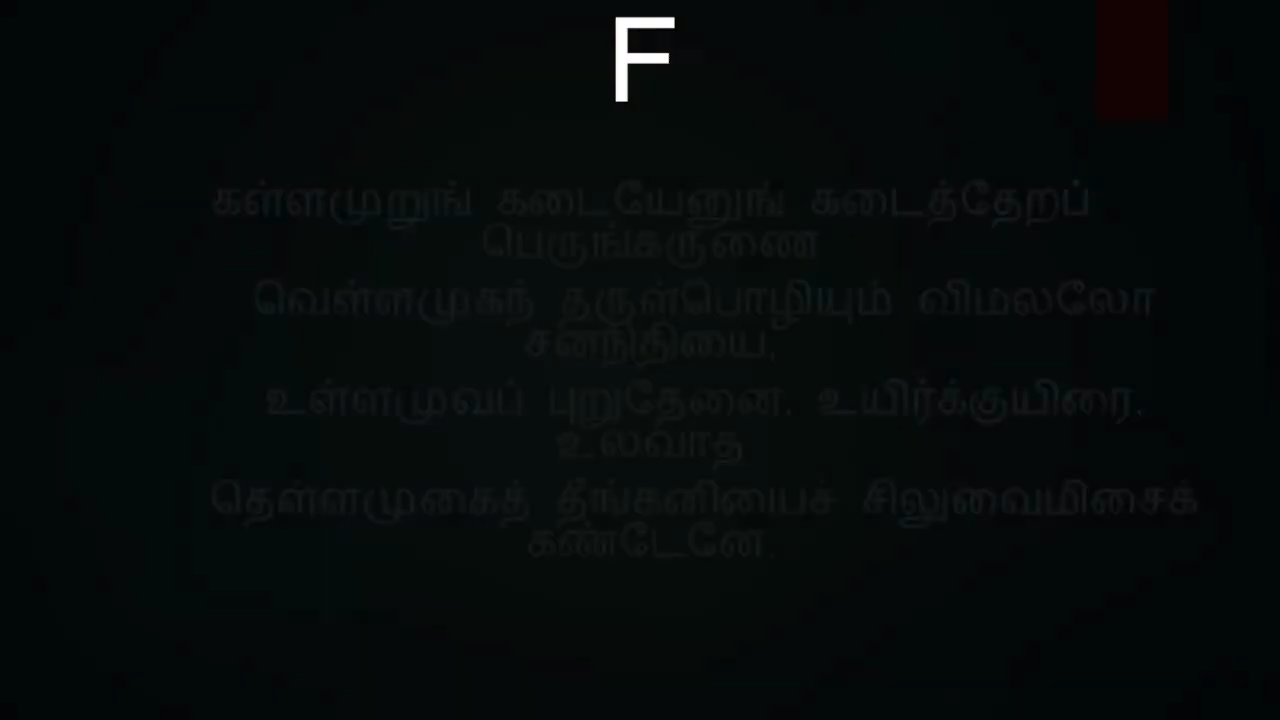 F
கள்ளமுறுங் கடையேனுங் கடைத்தேறப்
பெருங்கருணை
வெள்ளமுகந் தருள்பொழியும் விமலலோ
சனநிதியை,
உள்ளமுவப் புறுதேனை, உயிர்க்குயிரை,
உலவாத
தெள்ளமுகைத் தீங்கனியைச் சிலுவைமிசைக்
கண்டேனே.